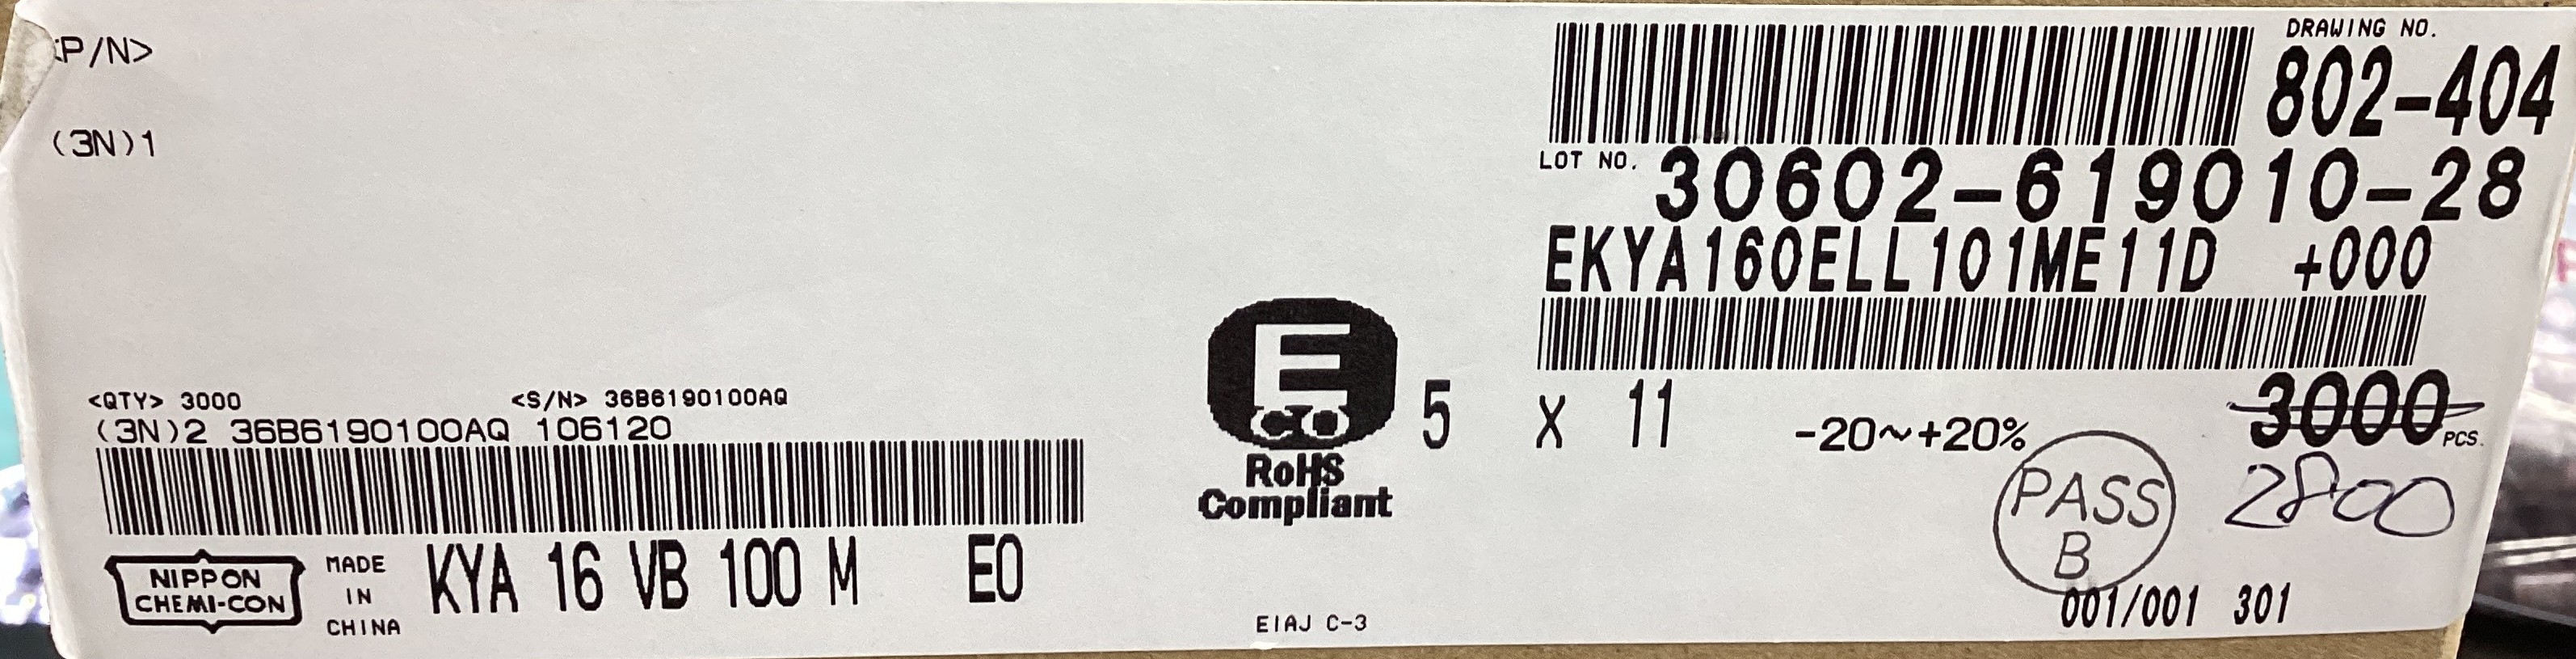 <P/N>
(3N)1
DRAWING NO.
802-404
LOT NO. 30602-619010-28
EKYA160ELL101ME11D +000
<QTY> 3000 <S/N> 36B6190100AQ
(3N)2 36B6190100AQ 106120
E
CO
RoHS
Compliant
5 X 11 -20~+20% 3000 PCS.
2800
PASS
B
NIPPON
CHEMI-CON
MADE
IN
CHINA
KYA 16 VB 100 M E0
EIAJ C-3
001/001 301